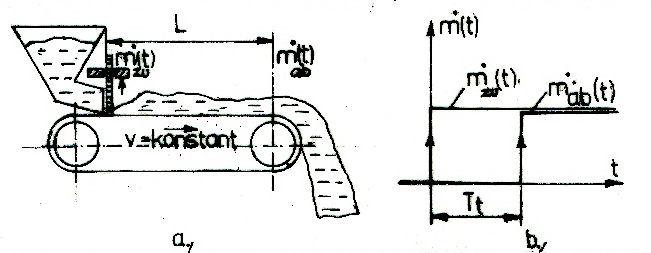 L
ṁ(t)
zu
ṁ(t)
ab
v=konstant
a,
ṁ(t)
ṁzu(t)
ṁab(t)
t
Tt
b,